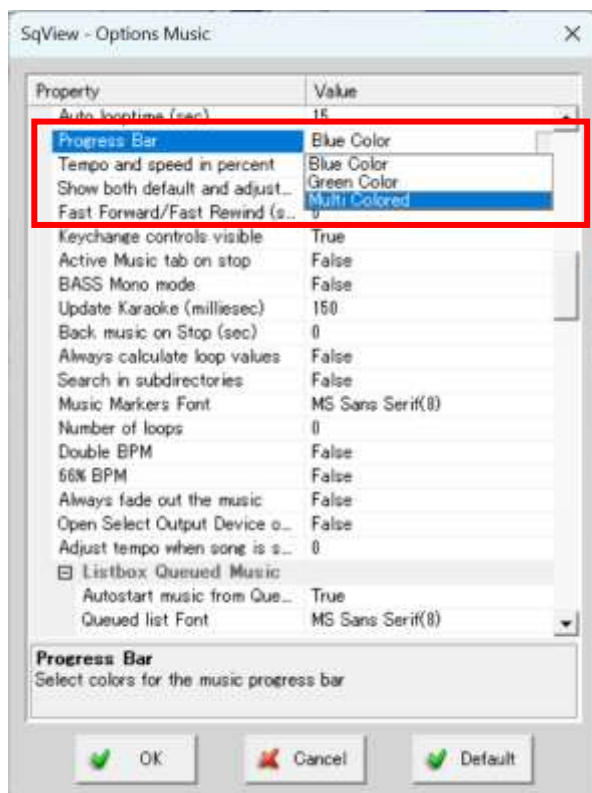 SqView - Options Music
Property Value
Auto looptime (sec) 15
Progress Bar Blue Color
Tempo and speed in percent Blue Color
Show both default and adjust... Green Color
Multi Colored
Fast Forward/Fast Rewind (s... 0
Keychange controls visible True
Active Music tab on stop False
BASS Mono mode False
Update Karaoke (milliesec) 150
Back music on Stop (sec) 0
Always calculate loop values False
Search in subdirectories False
Music Markers Font MS Sans Serif(8)
Number of loops 0
Double BPM False
66% BPM False
Always fade out the music False
Open Select Output Device o... False
Adjust tempo when song is s... 0
Listbox Queued Music
Autostart music from Que... True
Queued list Font MS Sans Serif(8)
Progress Bar
Select colors for the music progress bar
OK Cancel Default